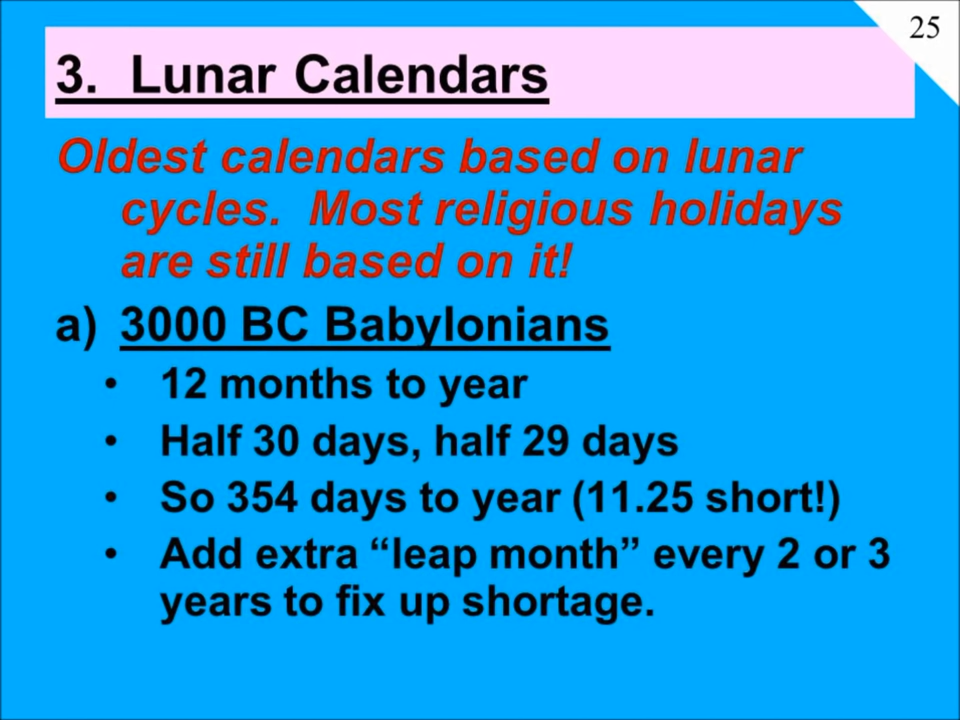 25
3. Lunar Calendars
Oldest calendars based on lunar
cycles. Most religious holidays
are still based on it!
a) 3000 BC Babylonians
• 12 months to year
• Half 30 days, half 29 days
• So 354 days to year (11.25 short!)
• Add extra “leap month” every 2 or 3
years to fix up shortage.